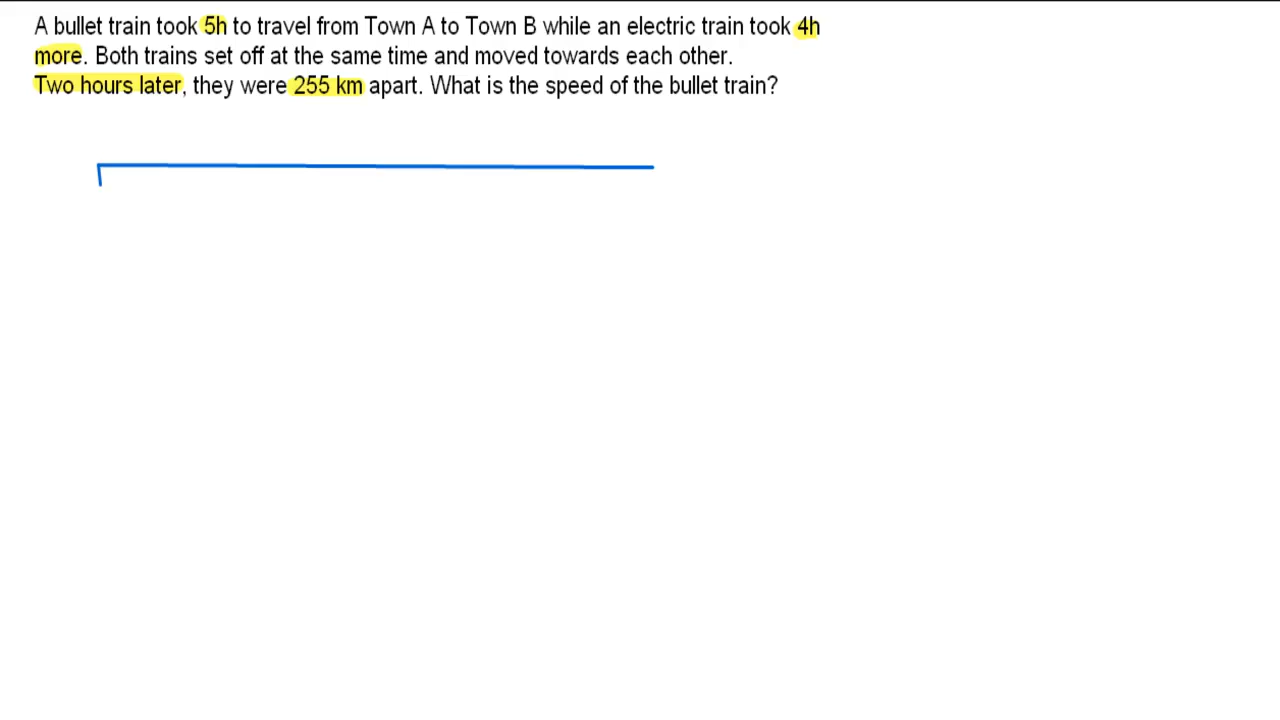 A bullet train took 5h to travel from Town A to Town B while an electric train took 4h
more. Both trains set off at the same time and moved towards each other.
Two hours later, they were 255 km apart. What is the speed of the bullet train?